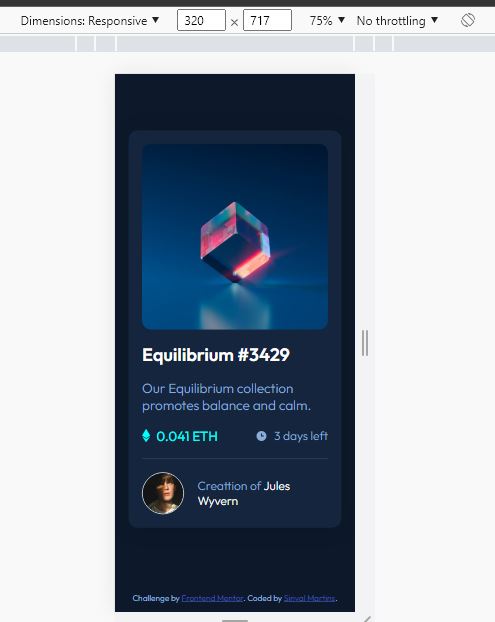 Dimensions: Responsive ▼ 320 × 717 75% ▼ No throttling ▼
Equilibrium #3429
Our Equilibrium collection
promotes balance and calm.
0.041 ETH 3 days left
Creattion of Jules
Wyvern
Challenge by Frontend Mentor. Coded by Sinval Martins.